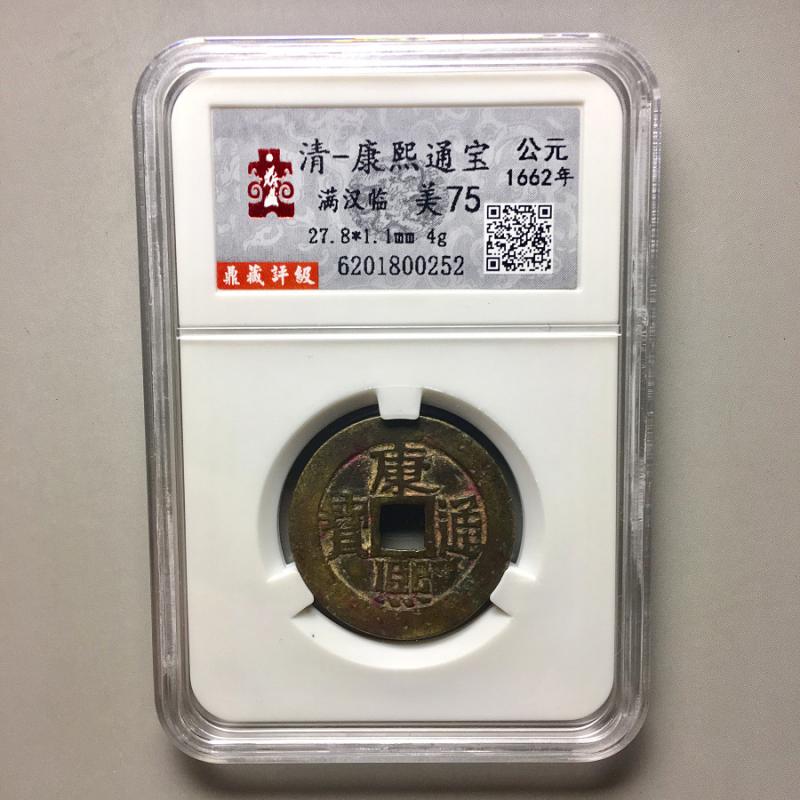 清-康熙通宝
公元
1662年
满汉临 美75
27.8*1.1mm 4g
6201800252
鼎藏評級
康熙通寶